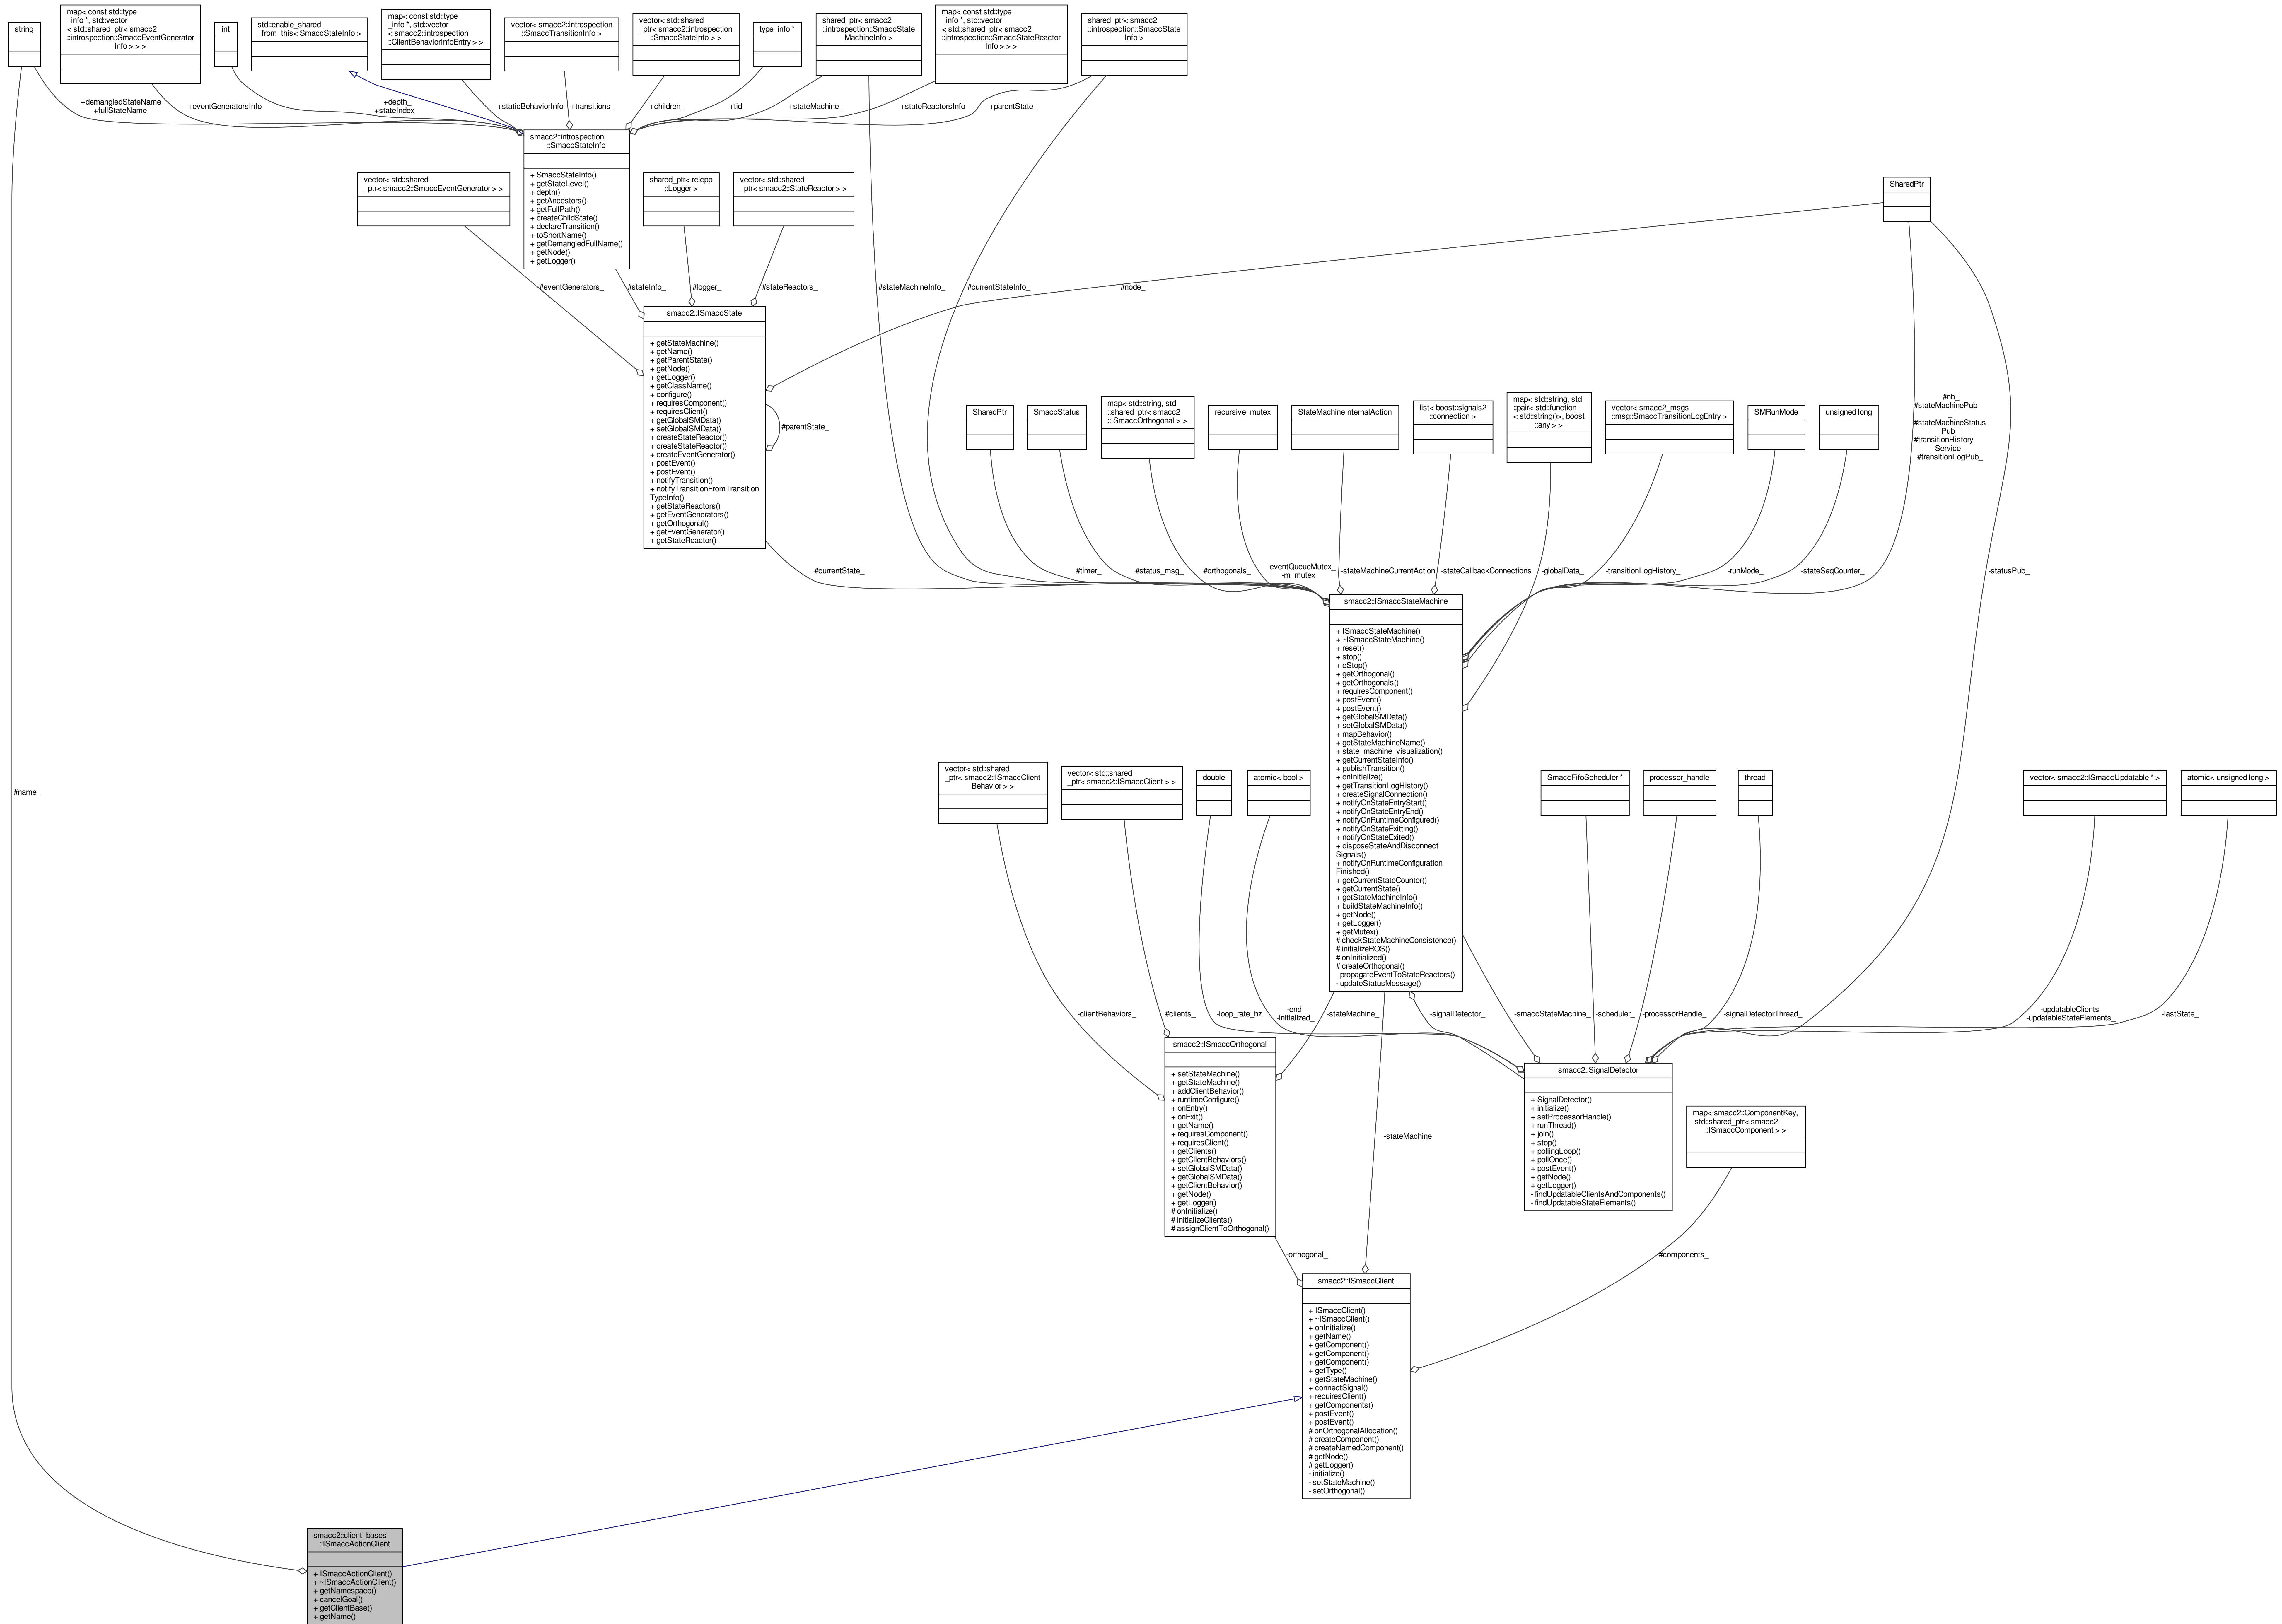 string
map< const std::type
_info *, std::vector
< std::shared_ptr< smacc2
::introspection::SmaccEventGenerator
Info > > >
int
std::enable_shared
_from_this< SmaccStateInfo >
map< const std::type
_info *, std::vector
< smacc2::introspection
::ClientBehaviorInfoEntry > >
vector< smacc2::introspection
::SmaccTransitionInfo >
vector< std::shared
_ptr< smacc2::introspection
::SmaccStateInfo > >
type_info *
shared_ptr< smacc2
::introspection::SmaccState
MachineInfo >
map< const std::type
_info *, std::vector
< std::shared_ptr< smacc2
::introspection::SmaccStateReactor
Info > > >
shared_ptr< smacc2
::introspection::SmaccState
Info >
+demangledStateName
+fullStateName
+eventGeneratorsInfo
+depth_
+stateIndex_
+staticBehaviorInfo
+transitions_
+children_
+tid_
+stateMachine_
+stateReactorsInfo
+parentState_
smacc2::introspection
::SmaccStateInfo
+ SmaccStateInfo()
+ getStateLevel()
+ depth()
+ getAncestors()
+ getFullPath()
+ createChildState()
+ declareTransition()
+ toShortName()
+ getDemangledFullName()
+ getNode()
+ getLogger()
vector< std::shared
_ptr< smacc2::SmaccEventGenerator > >
shared_ptr< rclcpp
::Logger >
vector< std::shared
_ptr< smacc2::StateReactor > >
SharedPtr
#eventGenerators_
#stateInfo_
#logger_
#stateReactors_
#stateMachineInfo_
#currentStateInfo_
#node_
smacc2::ISmaccState
+ getStateMachine()
+ getName()
+ getParentState()
+ getNode()
+ getLogger()
+ getClassName()
+ configure()
+ requiresComponent()
+ requiresClient()
+ getGlobalSMData()
+ setGlobalSMData()
+ createStateReactor()
+ createStateReactor()
+ createEventGenerator()
+ postEvent()
+ postEvent()
+ notifyTransition()
+ notifyTransitionFromTransition
TypeInfo()
+ getStateReactors()
+ getEventGenerators()
+ getOrthogonal()
+ getEventGenerator()
+ getStateReactor()
#parentState_
SharedPtr
SmaccStatus
map< std::string, std
::shared_ptr< smacc2
::ISmaccOrthogonal > >
recursive_mutex
StateMachineInternalAction
list< boost::signals2
::connection >
map< std::string, std
::pair< std::function
< std::string()>, boost
::any > >
vector< smacc2_msgs
::msg::SmaccTransitionLogEntry >
SMRunMode
unsigned long
#nh_
#stateMachinePub
_
#stateMachineStatus
Pub_
#transitionHistory
Service_
#transitionLogPub_
#currentState_
#timer_
#status_msg_
#orthogonals_
-eventQueueMutex_
-m_mutex_
-stateMachineCurrentAction
-stateCallbackConnections
-globalData_
-transitionLogHistory_
-runMode_
-stateSeqCounter_
-statusPub_
smacc2::ISmaccStateMachine
+ ISmaccStateMachine()
+ ~ISmaccStateMachine()
+ reset()
+ stop()
+ eStop()
+ getOrthogonal()
+ getOrthogonals()
+ requiresComponent()
+ postEvent()
+ postEvent()
+ getGlobalSMData()
+ setGlobalSMData()
+ mapBehavior()
+ getStateMachineName()
+ state_machine_visualization()
+ getCurrentStateInfo()
+ publishTransition()
+ onInitialize()
+ getTransitionLogHistory()
+ createSignalConnection()
+ notifyOnStateEntryStart()
+ notifyOnStateEntryEnd()
+ notifyOnRuntimeConfigured()
+ notifyOnStateExitting()
+ notifyOnStateExited()
+ disposeStateAndDisconnect
Signals()
+ notifyOnRuntimeConfiguration
Finished()
+ getCurrentStateCounter()
+ getCurrentState()
+ getStateMachineInfo()
+ buildStateMachineInfo()
+ getNode()
+ getLogger()
+ getMutex()
# checkStateMachineConsistence()
# initializeROS()
# onInitialized()
# createOrthogonal()
- propagateEventToStateReactors()
- updateStatusMessage()
#name_
vector< std::shared
_ptr< smacc2::ISmaccClient
Behavior > >
vector< std::shared
_ptr< smacc2::ISmaccClient > >
double
atomic< bool >
SmaccFifoScheduler *
processor_handle
thread
vector< smacc2::ISmaccUpdatable * >
atomic< unsigned long >
-clientBehaviors_
#clients_
-loop_rate_hz
-end_
-initialized_
-stateMachine_
-signalDetector_
-smaccStateMachine_
-scheduler_
-processorHandle_
-signalDetectorThread_
-updatableClients_
-updatableStateElements_
-lastState_
smacc2::ISmaccOrthogonal
+ setStateMachine()
+ getStateMachine()
+ addClientBehavior()
+ runtimeConfigure()
+ onEntry()
+ onExit()
+ getName()
+ requiresComponent()
+ requiresClient()
+ getClients()
+ getClientBehaviors()
+ setGlobalSMData()
+ getGlobalSMData()
+ getClientBehavior()
+ getNode()
+ getLogger()
# onInitialize()
# initializeClients()
# assignClientToOrthogonal()
smacc2::SignalDetector
+ SignalDetector()
+ initialize()
+ setProcessorHandle()
+ runThread()
+ join()
+ stop()
+ pollingLoop()
+ pollOnce()
+ postEvent()
+ getNode()
+ getLogger()
- findUpdatableClientsAndComponents()
- findUpdatableStateElements()
map< smacc2::ComponentKey,
std::shared_ptr< smacc2
::ISmaccComponent > >
-stateMachine_
-orthogonal_
#components_
smacc2::ISmaccClient
+ ISmaccClient()
+ ~ISmaccClient()
+ onInitialize()
+ getName()
+ getComponent()
+ getComponent()
+ getComponent()
+ getType()
+ getStateMachine()
+ connectSignal()
+ requiresClient()
+ getComponents()
+ postEvent()
+ postEvent()
# onOrthogonalAllocation()
# createComponent()
# createNamedComponent()
# getNode()
# getLogger()
- initialize()
- setStateMachine()
- setOrthogonal()
smacc2::client_bases
::ISmaccActionClient
+ ISmaccActionClient()
+ ~ISmaccActionClient()
+ getNamespace()
+ cancelGoal()
+ getClientBase()
+ getName()